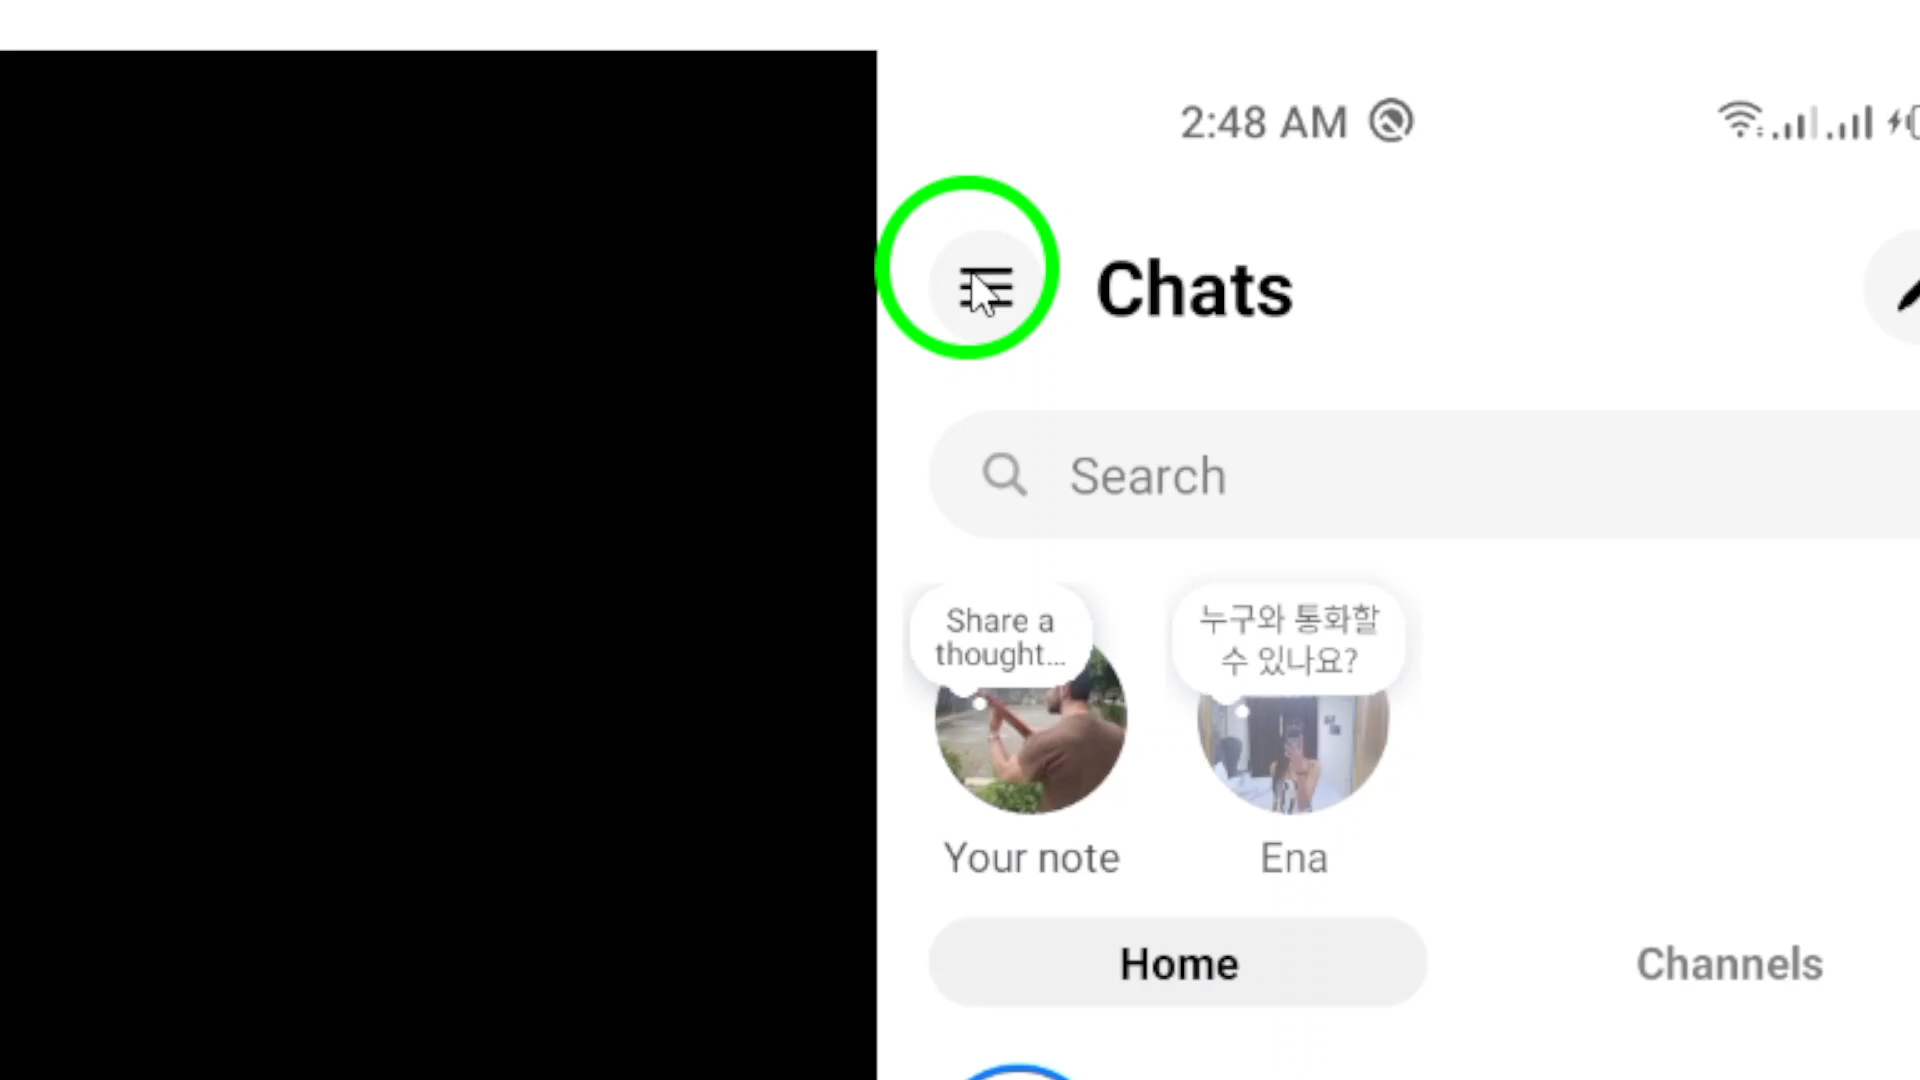 2:48 AM
Chats
Search
Share a
thought...
누구와 통화할
수 있나요?
Your note
Ena
Home
Channels